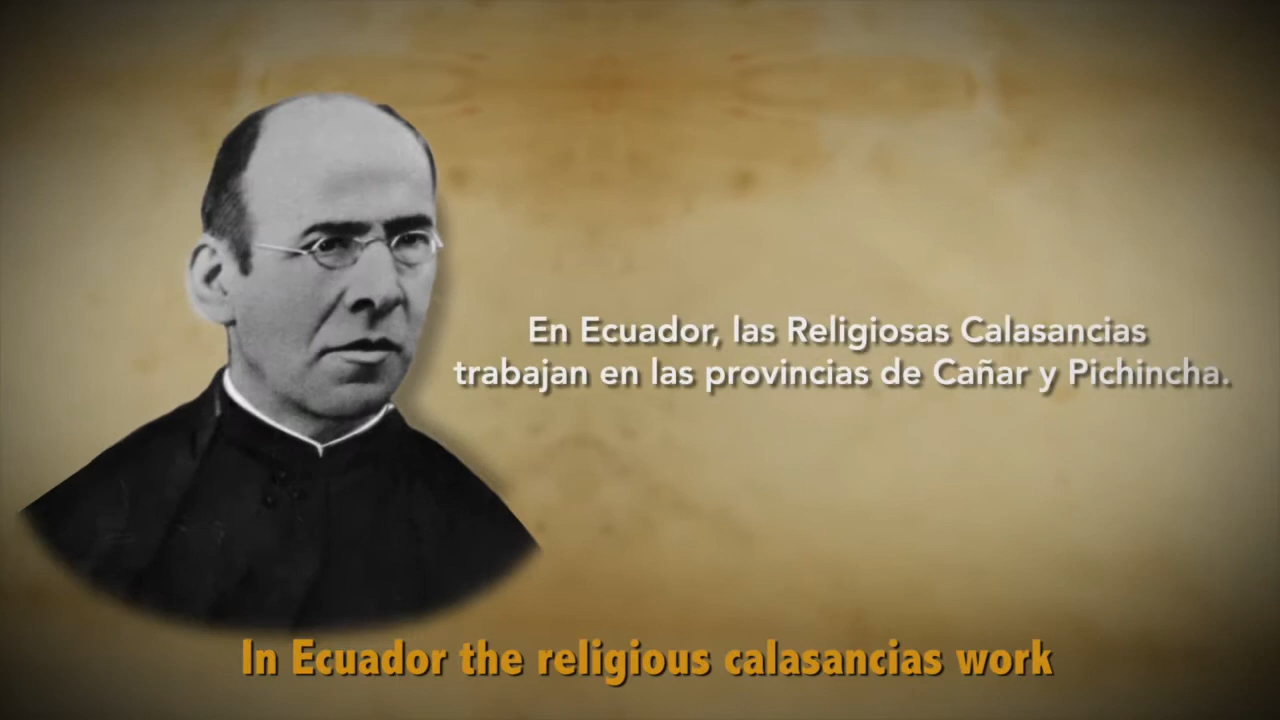 En Ecuador, las Religiosas Calasancias
trabajan en las provincias de Cañar y Pichincha.
In Ecuador the religious calasancias work